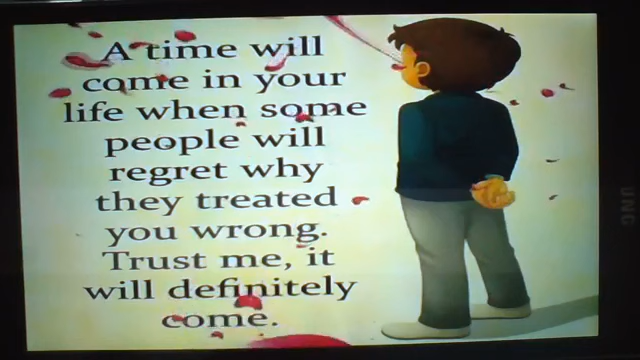 A time will
come in your
life when some
people will
regret why
they treated
you wrong.
Trust me, it
will definitely
come.